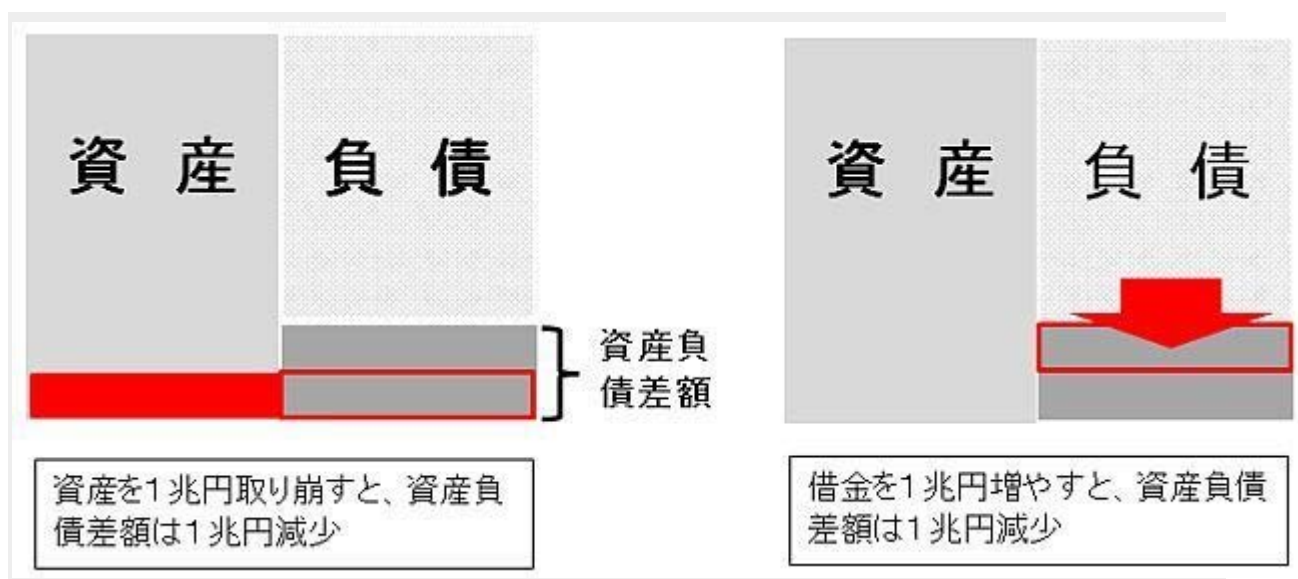 資産
負債
資産負
債差額
資産を1兆円取り崩すと、資産負
債差額は1兆円減少
資産
負債
借金を1兆円増やすと、資産負債
差額は1兆円減少